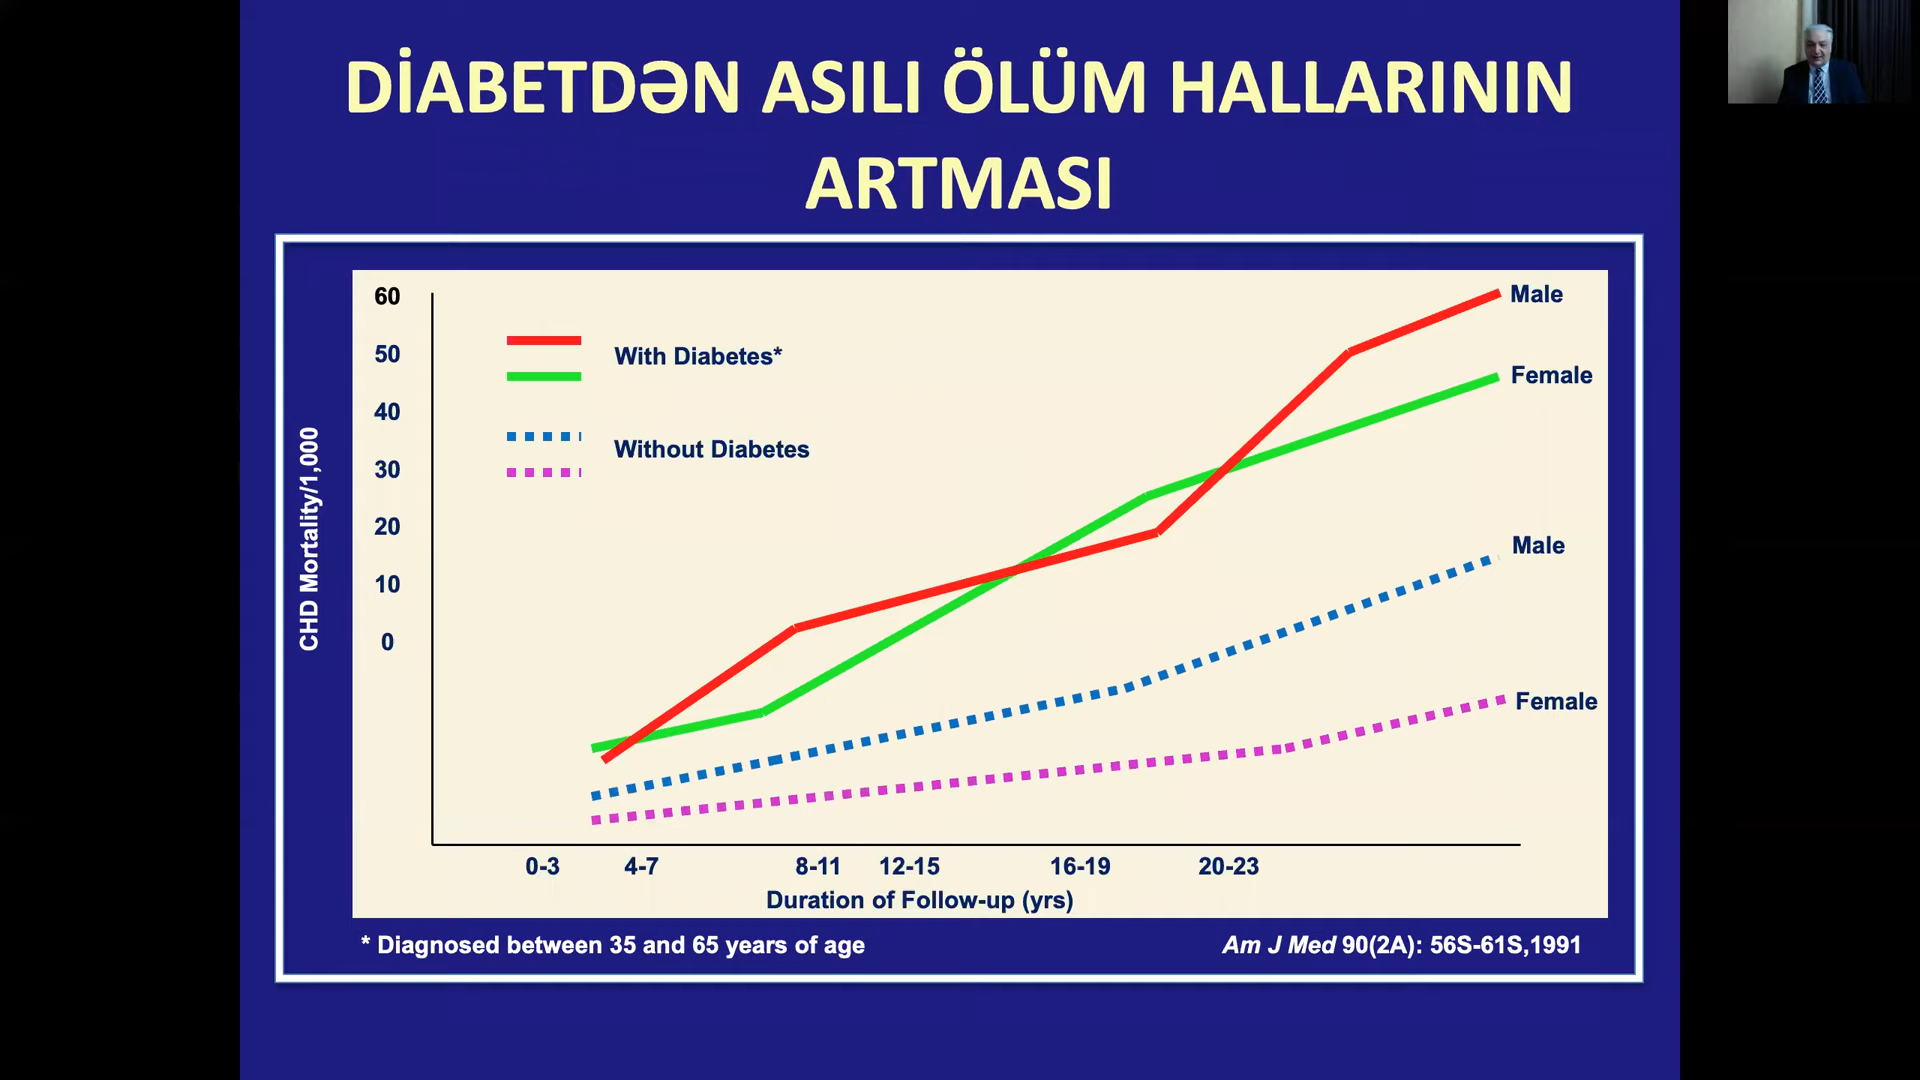 DİABETDƏN ASILI ÖLÜM HALLARININ
ARTMASI
60
50
40
30
20
10
0
CHD Mortality/1,000
With Diabetes*
Without Diabetes
Male
Female
Male
Female
0-3 4-7 8-11 12-15 16-19 20-23
Duration of Follow-up (yrs)
* Diagnosed between 35 and 65 years of age
Am J Med 90(2A): 56S-61S,1991